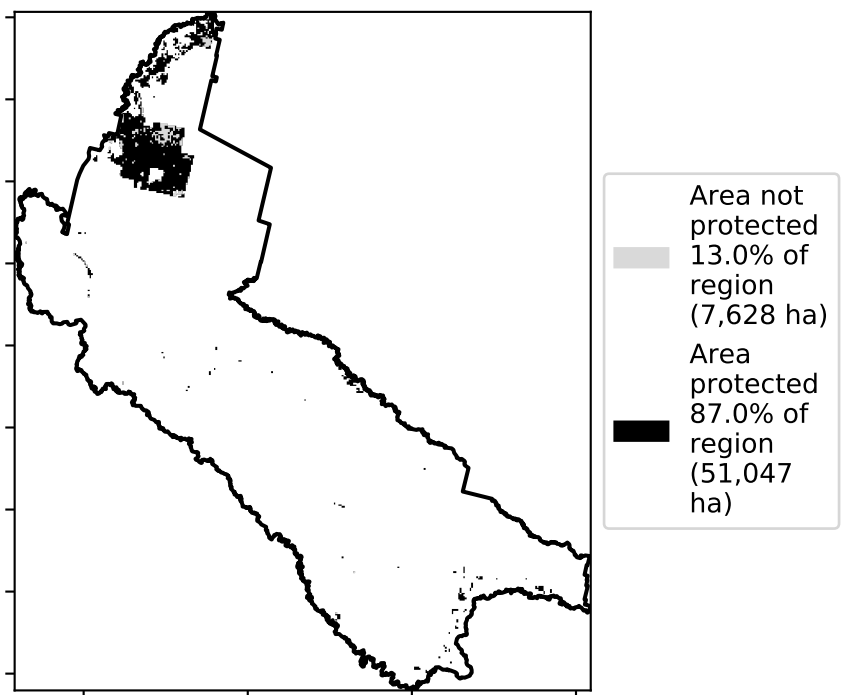 Area not
protected
13.0% of
region
(7,628 ha)
Area
protected
87.0% of
region
(51,047
ha)